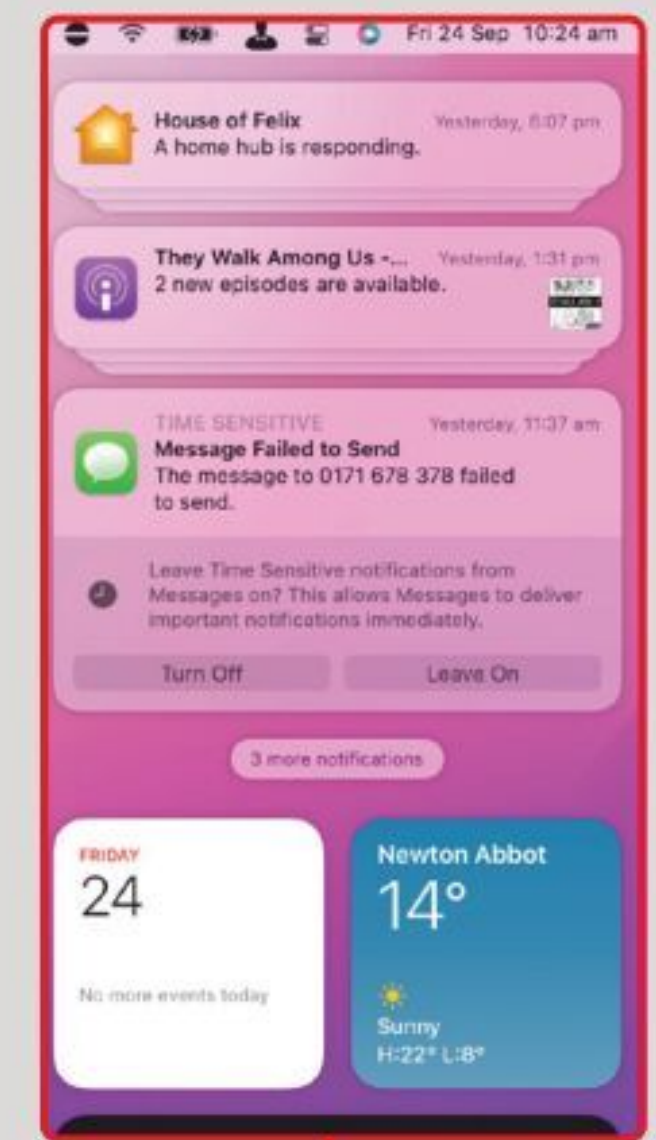 Fri 24 Sep 10:24 am
House of Felix Yesterday, 6:07 pm
A home hub is responding.
They Walk Among Us -... Yesterday, 1:31 pm
2 new episodes are available.
TIME SENSITIVE Yesterday, 11:37 am
Message Failed to Send
The message to 0171 678 378 failed
to send.
Leave Time Sensitive notifications from
Messages on? This allows Messages to deliver
important notifications immediately.
Turn Off Leave On
3 more notifications
FRIDAY
24
No more events today
Newton Abbot
14°
Sunny
H:22° L:8°